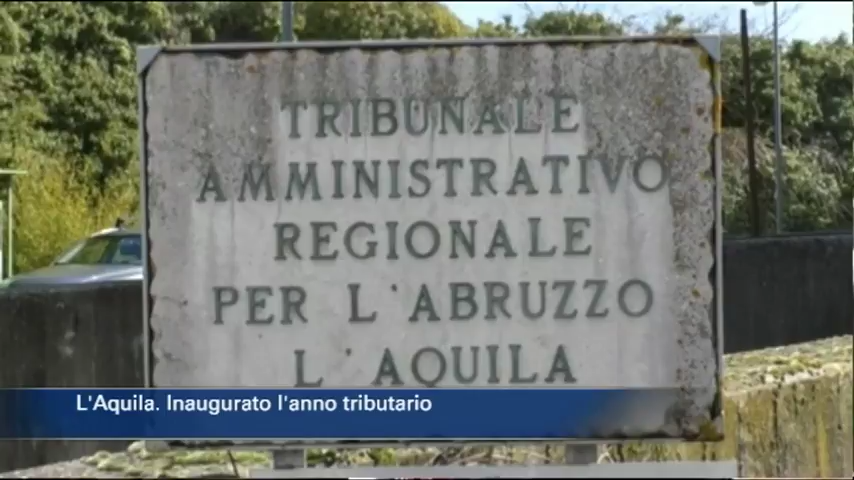 TRIBUNALE
AMMINISTRATIVO
REGIONALE
PER L'ABRUZZO
L'AQUILA
L'Aquila. Inaugurato l'anno tributario